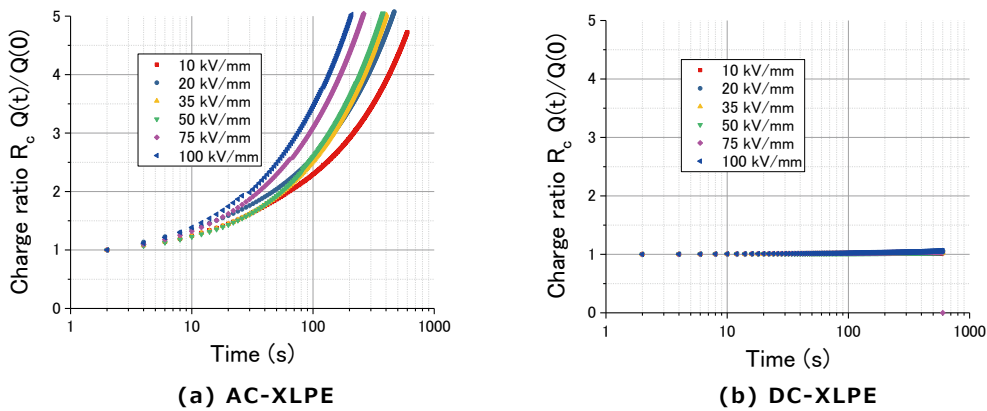 Charge ratio R_c Q(t)/Q(0)
5
4
3
2
1
0
10 kV/mm
20 kV/mm
35 kV/mm
50 kV/mm
75 kV/mm
100 kV/mm
1
10
100
1000
Time (s)
(a) AC-XLPE
Charge ratio R_c Q(t)/Q(0)
5
4
3
2
1
0
10 kV/mm
20 kV/mm
35 kV/mm
50 kV/mm
75 kV/mm
100 kV/mm
1
10
100
1000
Time (s)
(b) DC-XLPE